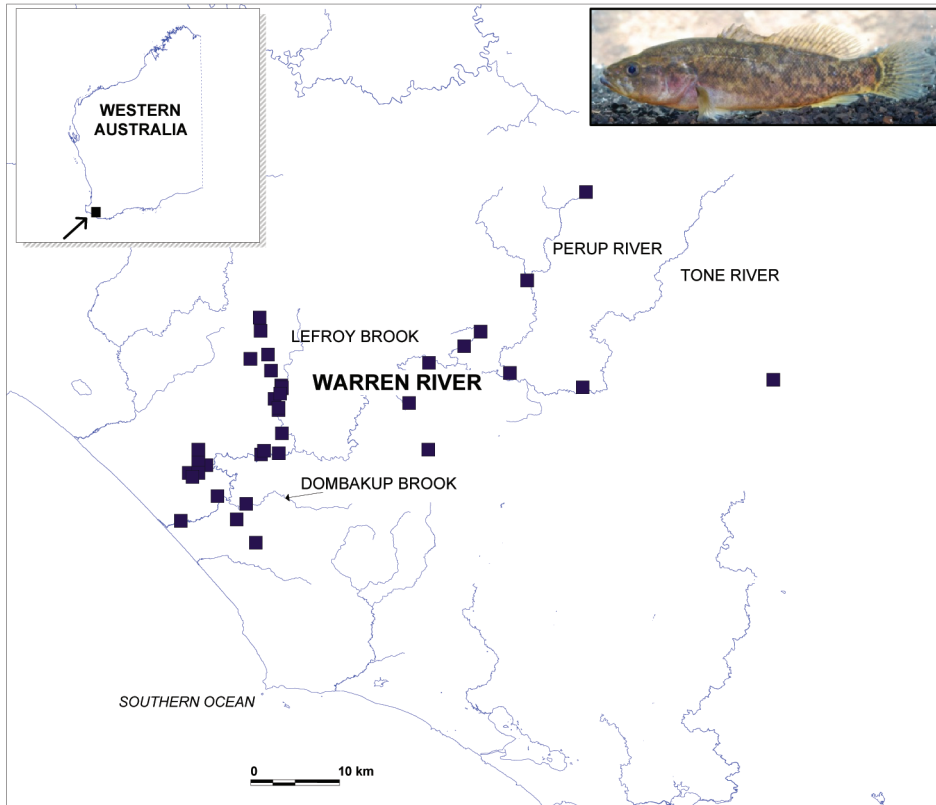 WESTERN
AUSTRALIA
PERUP RIVER
TONE RIVER
LEFROY BROOK
WARREN RIVER
DOMBAKUP BROOK
SOUTHERN OCEAN
0 10 km